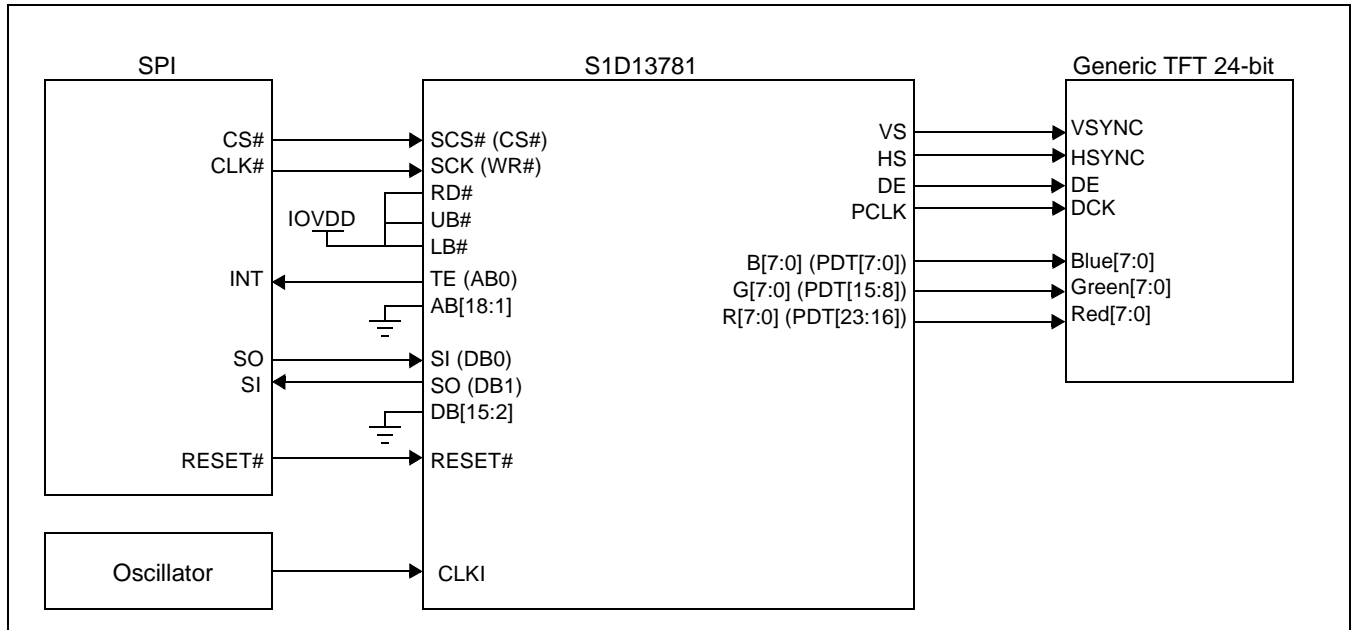 SPI
S1D13781
Generic TFT 24-bit
CS#
CLK#
IOVDD
INT
SO
SI
RESET#
SCS# (CS#)
SCK (WR#)
RD#
UB#
LB#
TE (AB0)
AB[18:1]
SI (DB0)
SO (DB1)
DB[15:2]
RESET#
CLKI
VS
HS
DE
PCLK
B[7:0] (PDT[7:0])
G[7:0] (PDT[15:8])
R[7:0] (PDT[23:16])
VSYNC
HSYNC
DE
DCK
Blue[7:0]
Green[7:0]
Red[7:0]
Oscillator